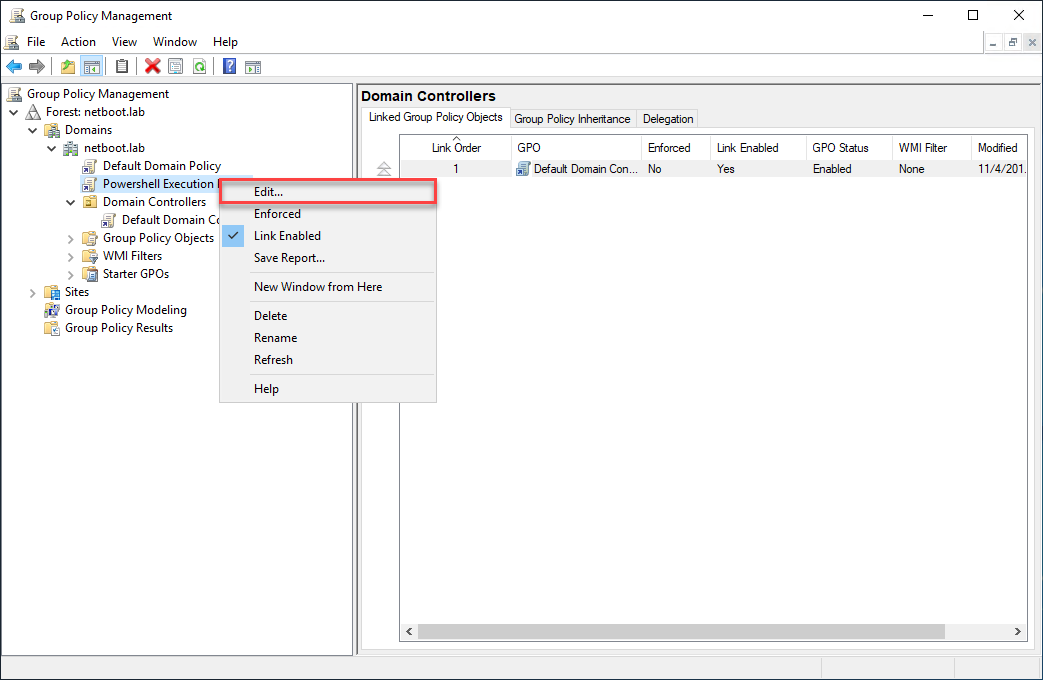 Group Policy Management
File Action View Window Help
Group Policy Management
Forest: netboot.lab
Domains
netboot.lab
Default Domain Policy
Powershell Execution
Domain Controllers
Default Domain
Group Policy Objects
WMI Filters
Starter GPOs
Sites
Group Policy Modeling
Group Policy Results
Edit...
Enforced
Link Enabled
Save Report...
New Window from Here
Delete
Rename
Refresh
Help
Domain Controllers
Linked Group Policy Objects Group Policy Inheritance Delegation
Link Order GPO Enforced Link Enabled GPO Status WMI Filter Modified
1 Default Domain Con... No Yes Enabled None 11/4/201